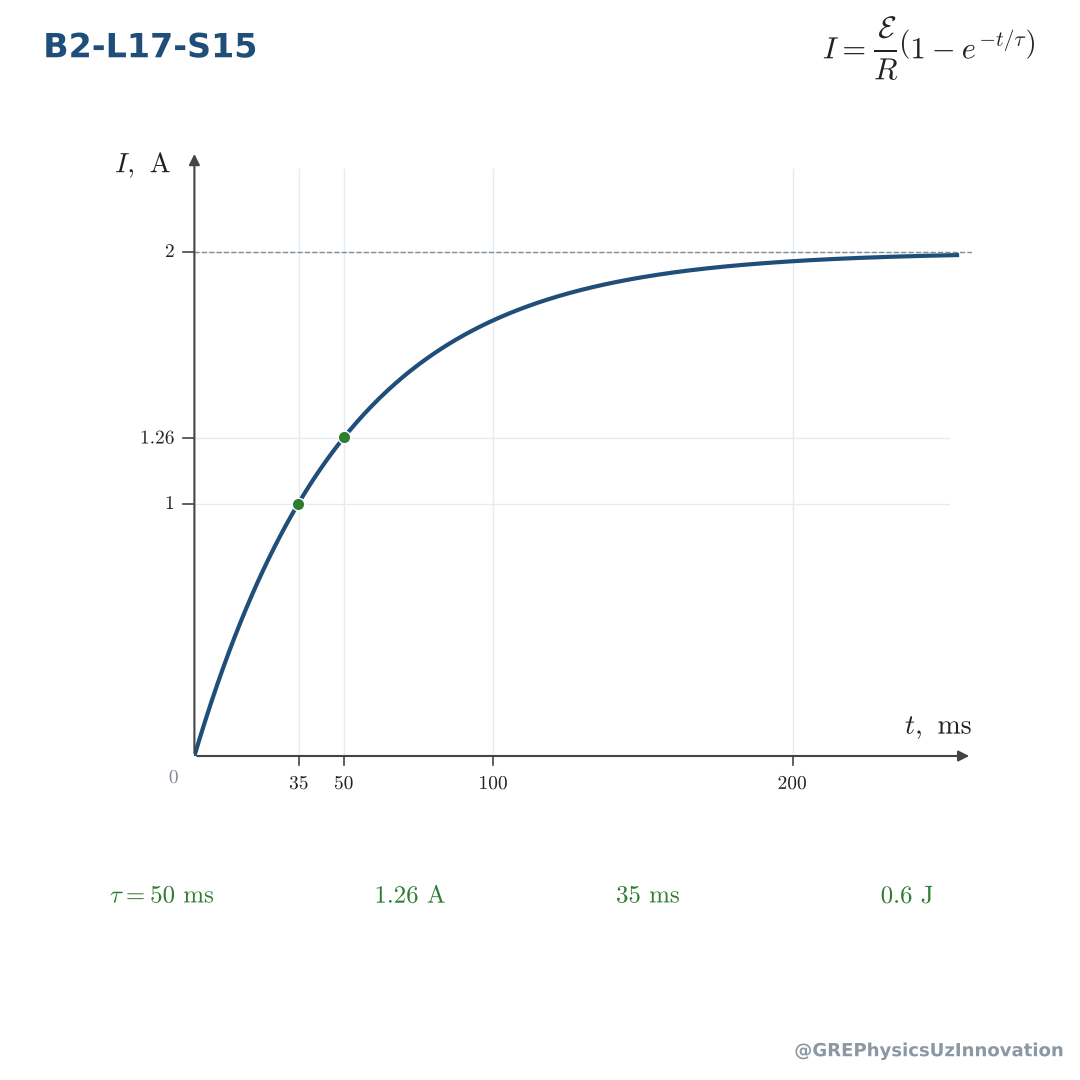 B2-L17-S15
I = ℰ/R (1 − e^{−t/τ})
I, A
2
1.26
1
t, ms
0
35 50 100 200
τ = 50 ms 1.26 A 35 ms 0.6 J
@GREPhysicsUzInnovation